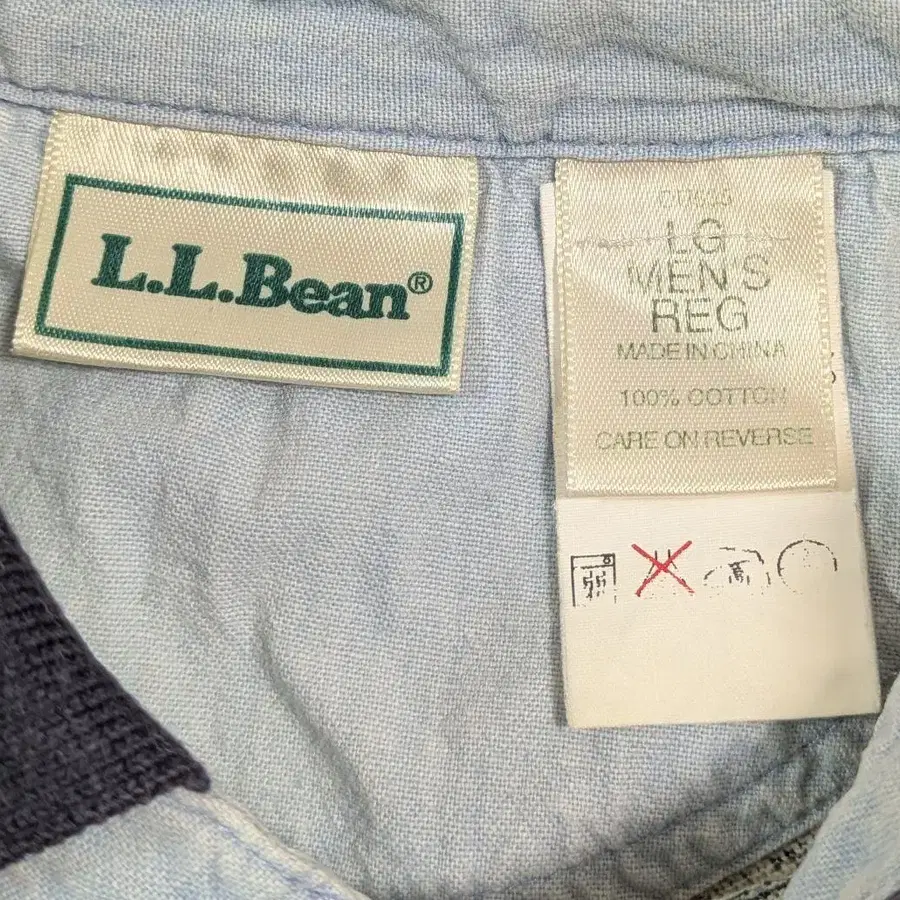 L.L.Bean®
LG
MEN'S
REG
MADE IN CHINA
100% COTTON
CARE ON REVERSE